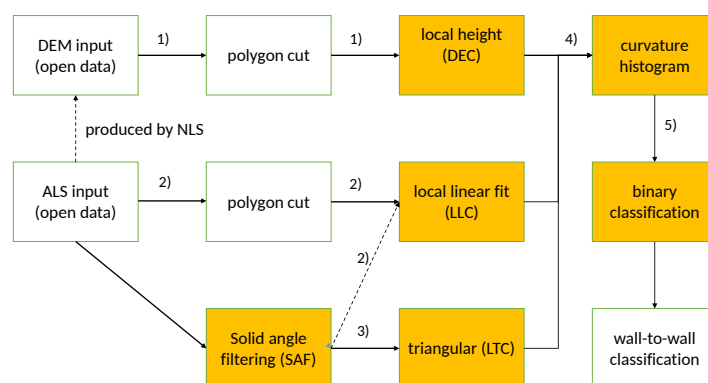 DEM input
(open data)
1)
polygon cut
1)
local height
(DEC)
4)
curvature
histogram
produced by NLS
5)
ALS input
(open data)
2)
polygon cut
2)
local linear fit
(LLC)
binary
classification
2)
Solid angle
filtering (SAF)
3)
triangular (LTC)
wall-to-wall
classification